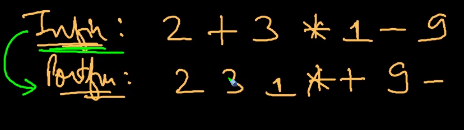 Infix: 2 + 3 * 1 - 9
Postfix: 2 3 1 * + 9 -